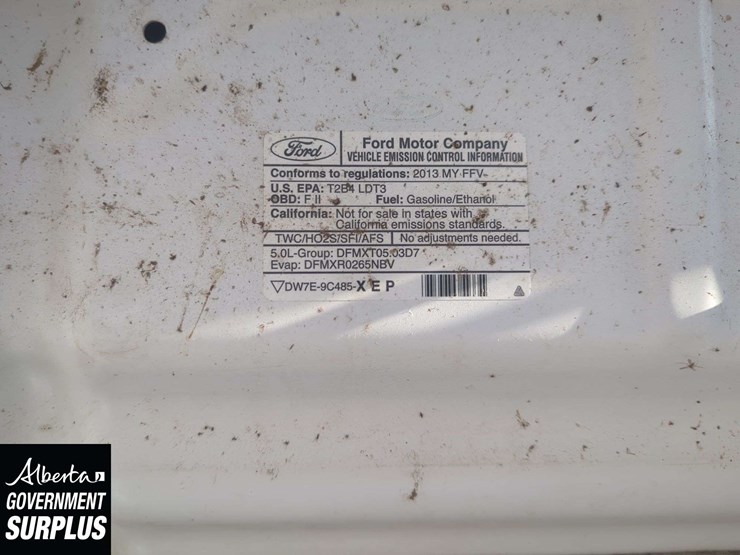 Ford
Ford Motor Company
VEHICLE EMISSION CONTROL INFORMATION
Conforms to regulations: 2013 MY FFV
U.S. EPA: T2B4 LDT3
OBD: F II Fuel: Gasoline/Ethanol
California: Not for sale in states with
California emissions standards.
TWC/HO2S/SFI/AFS No adjustments needed.
5.0L-Group: DFMXT05.03D7
Evap: DFMXR0265NBV
DW7E-9C485-XEP
Alberta
GOVERNMENT
SURPLUS